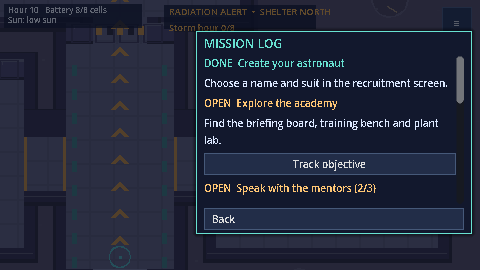 Hour 10 Battery 8/8 cells
Sun: low sun
RADIATION ALERT • SHELTER NORTH
Storm hour 0/8
MISSION LOG
DONE Create your astronaut
Choose a name and suit in the recruitment screen.
OPEN Explore the academy
Find the briefing board, training bench and plant
lab.
Track objective
OPEN Speak with the mentors (2/3)
Back